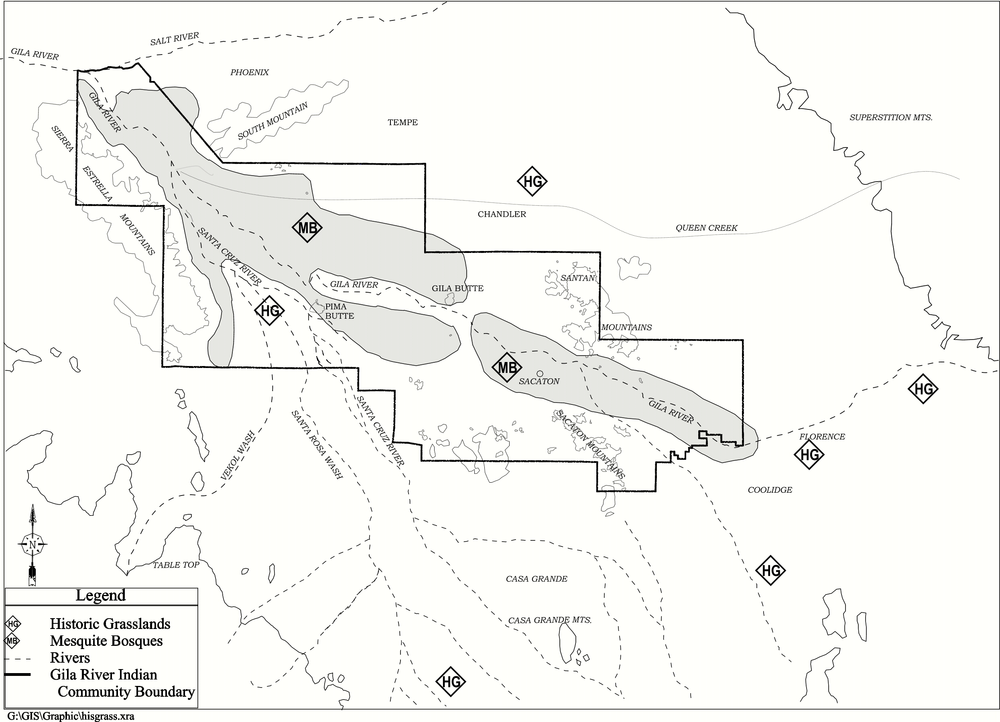 SALT RIVER
GILA RIVER
PHOENIX
GILA RIVER
SOUTH MOUNTAIN
TEMPE
SUPERSTITION MTS.
SIERRA
ESTRELLA
MOUNTAINS
HG
CHANDLER
QUEEN CREEK
MB
SANTA CRUZ RIVER
GILA RIVER
GILA BUTTE
SANTAN
MOUNTAINS
HG
PIMA
BUTTE
MB
SACATON
HG
GILA RIVER
SANTA CRUZ RIVER
SANTA ROSA WASH
VEKOL WASH
SACATON MOUNTAINS
FLORENCE
HG
COOLIDGE
N
TABLE TOP
HG
CASA GRANDE
CASA GRANDE MTS.
HG
Legend
HG Historic Grasslands
MB Mesquite Bosques
Rivers
Gila River Indian
Community Boundary
G:\GIS\Graphic\hisgrass.xra